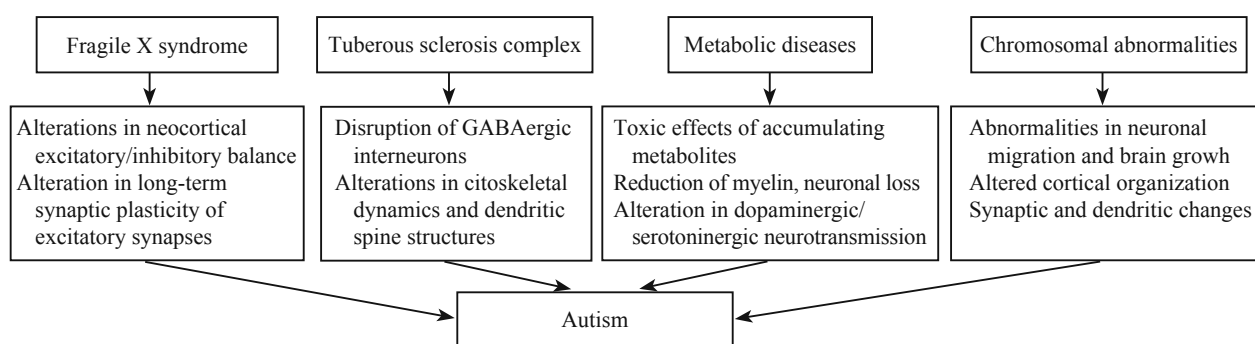 Fragile X syndrome
Tuberous sclerosis complex
Metabolic diseases
Chromosomal abnormalities
Alterations in neocortical
excitatory/inhibitory balance
Alteration in long-term
synaptic plasticity of
excitatory synapses
Disruption of GABAergic
interneurons
Alterations in citoskeletal
dynamics and dendritic
spine structures
Toxic effects of accumulating
metabolites
Reduction of myelin, neuronal loss
Alteration in dopaminergic/
serotoninergic neurotransmission
Abnormalities in neuronal
migration and brain growth
Altered cortical organization
Synaptic and dendritic changes
Autism